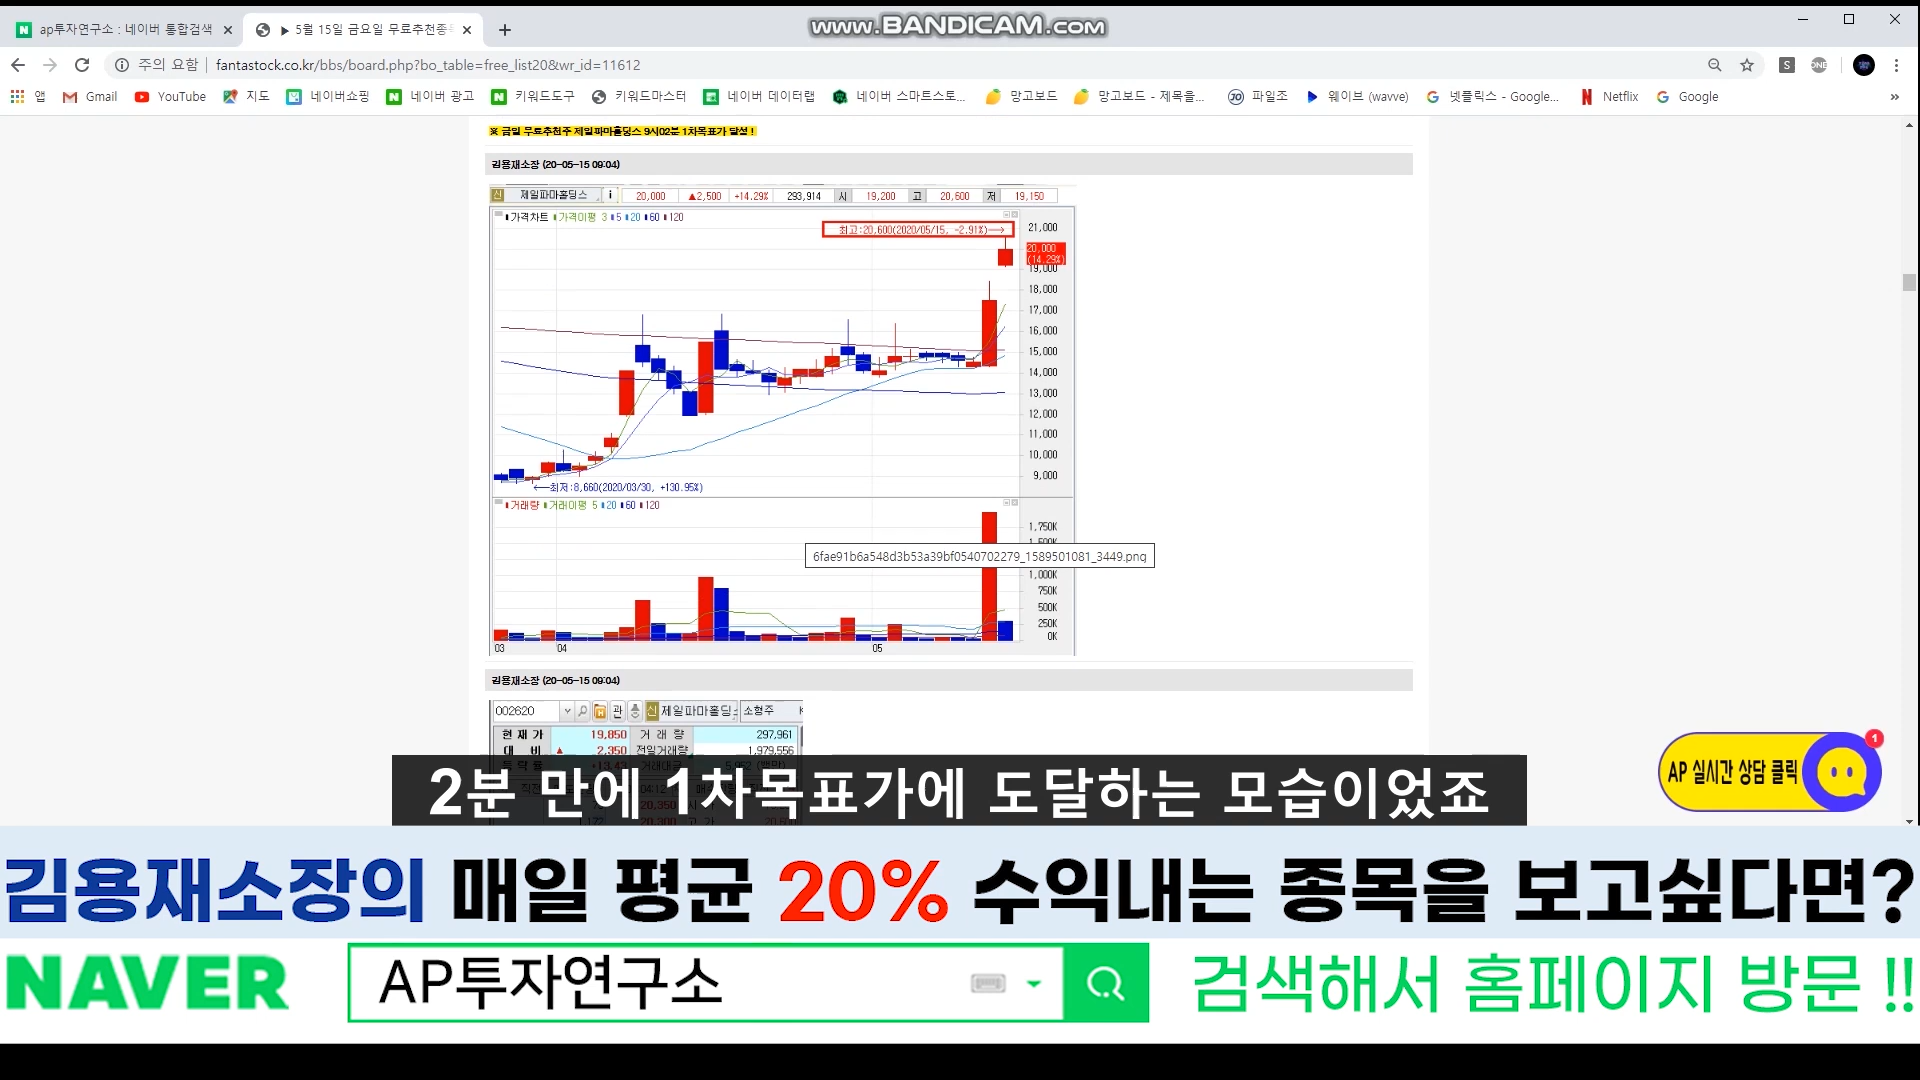 ap투자연구소 : 네이버 통합검색
▶ 5월 15일 금요일 무료추천종목
www.BANDICAM.com
주의 요함
fantastock.co.kr/bbs/board.php?bo_table=free_list20&wr_id=11612
앱 Gmail YouTube 지도 네이버쇼핑 네이버 광고 키워드도구 키워드마스터 네이버 데이터랩 네이버 스마트스토... 망고보드 망고보드 - 제목을... 파일조 웨이브 (wavve) 넷플릭스 - Google... Netflix Google »
※ 금일 무료추천주 제일파마홀딩스 9시02분 1차목표가 달성 !
김용재소장 (20-05-15 09:04)
신 제일파마홀딩스 20,000 ▲2,500 +14.29% 293,914 시 19,200 고 20,600 저 19,150
가격차트 가격이평 3 5 20 60 120
최고:20,600(2020/05/15, -2.91%)→
21,000
20,000
(14.29%)
19,000
18,000
17,000
16,000
15,000
14,000
13,000
12,000
11,000
10,000
9,000
←최저:8,660(2020/03/30, +130.95%)
거래량 거래이평 5 20 60 120
1,750K
6fae91b6a548d3b53a39bf0540702279_1589501081_3449.png
1,000K
750K
500K
250K
0K
03 04 05
김용재소장 (20-05-15 09:04)
002620 관 신 제일파마홀딩 소형주
현재가 19,850 거래량 297,961
대비 ▲ 2,350 전일거래량 1,979,556
2분 만에 1차목표가에 도달하는 모습이었죠
AP 실시간 상담 클릭
1
김용재소장의 매일 평균 20% 수익내는 종목을 보고싶다면?
NAVER AP투자연구소 검색해서 홈페이지 방문 !!